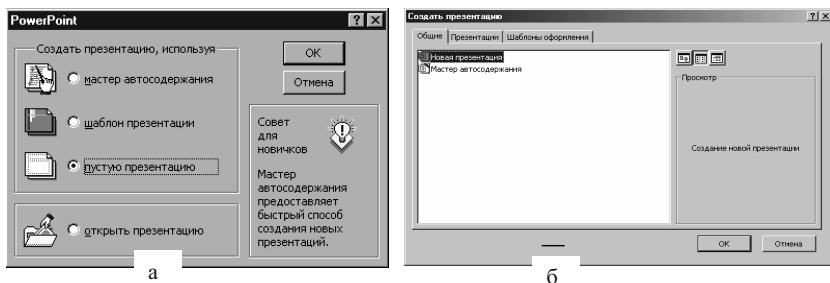 PowerPoint
Создать презентацию, используя
мастер автосодержания
шаблон презентации
пустую презентацию
открыть презентацию
ОК
Отмена
Совет
для
новичков
Мастер
автосодержания
предоставляет
быстрый способ
создания новых
презентаций.
а
Создать презентацию
Общие
Презентации
Шаблоны оформления
Новая презентация
Мастер автосодержания
Просмотр
Создание новой презентации
ОК
Отмена
б